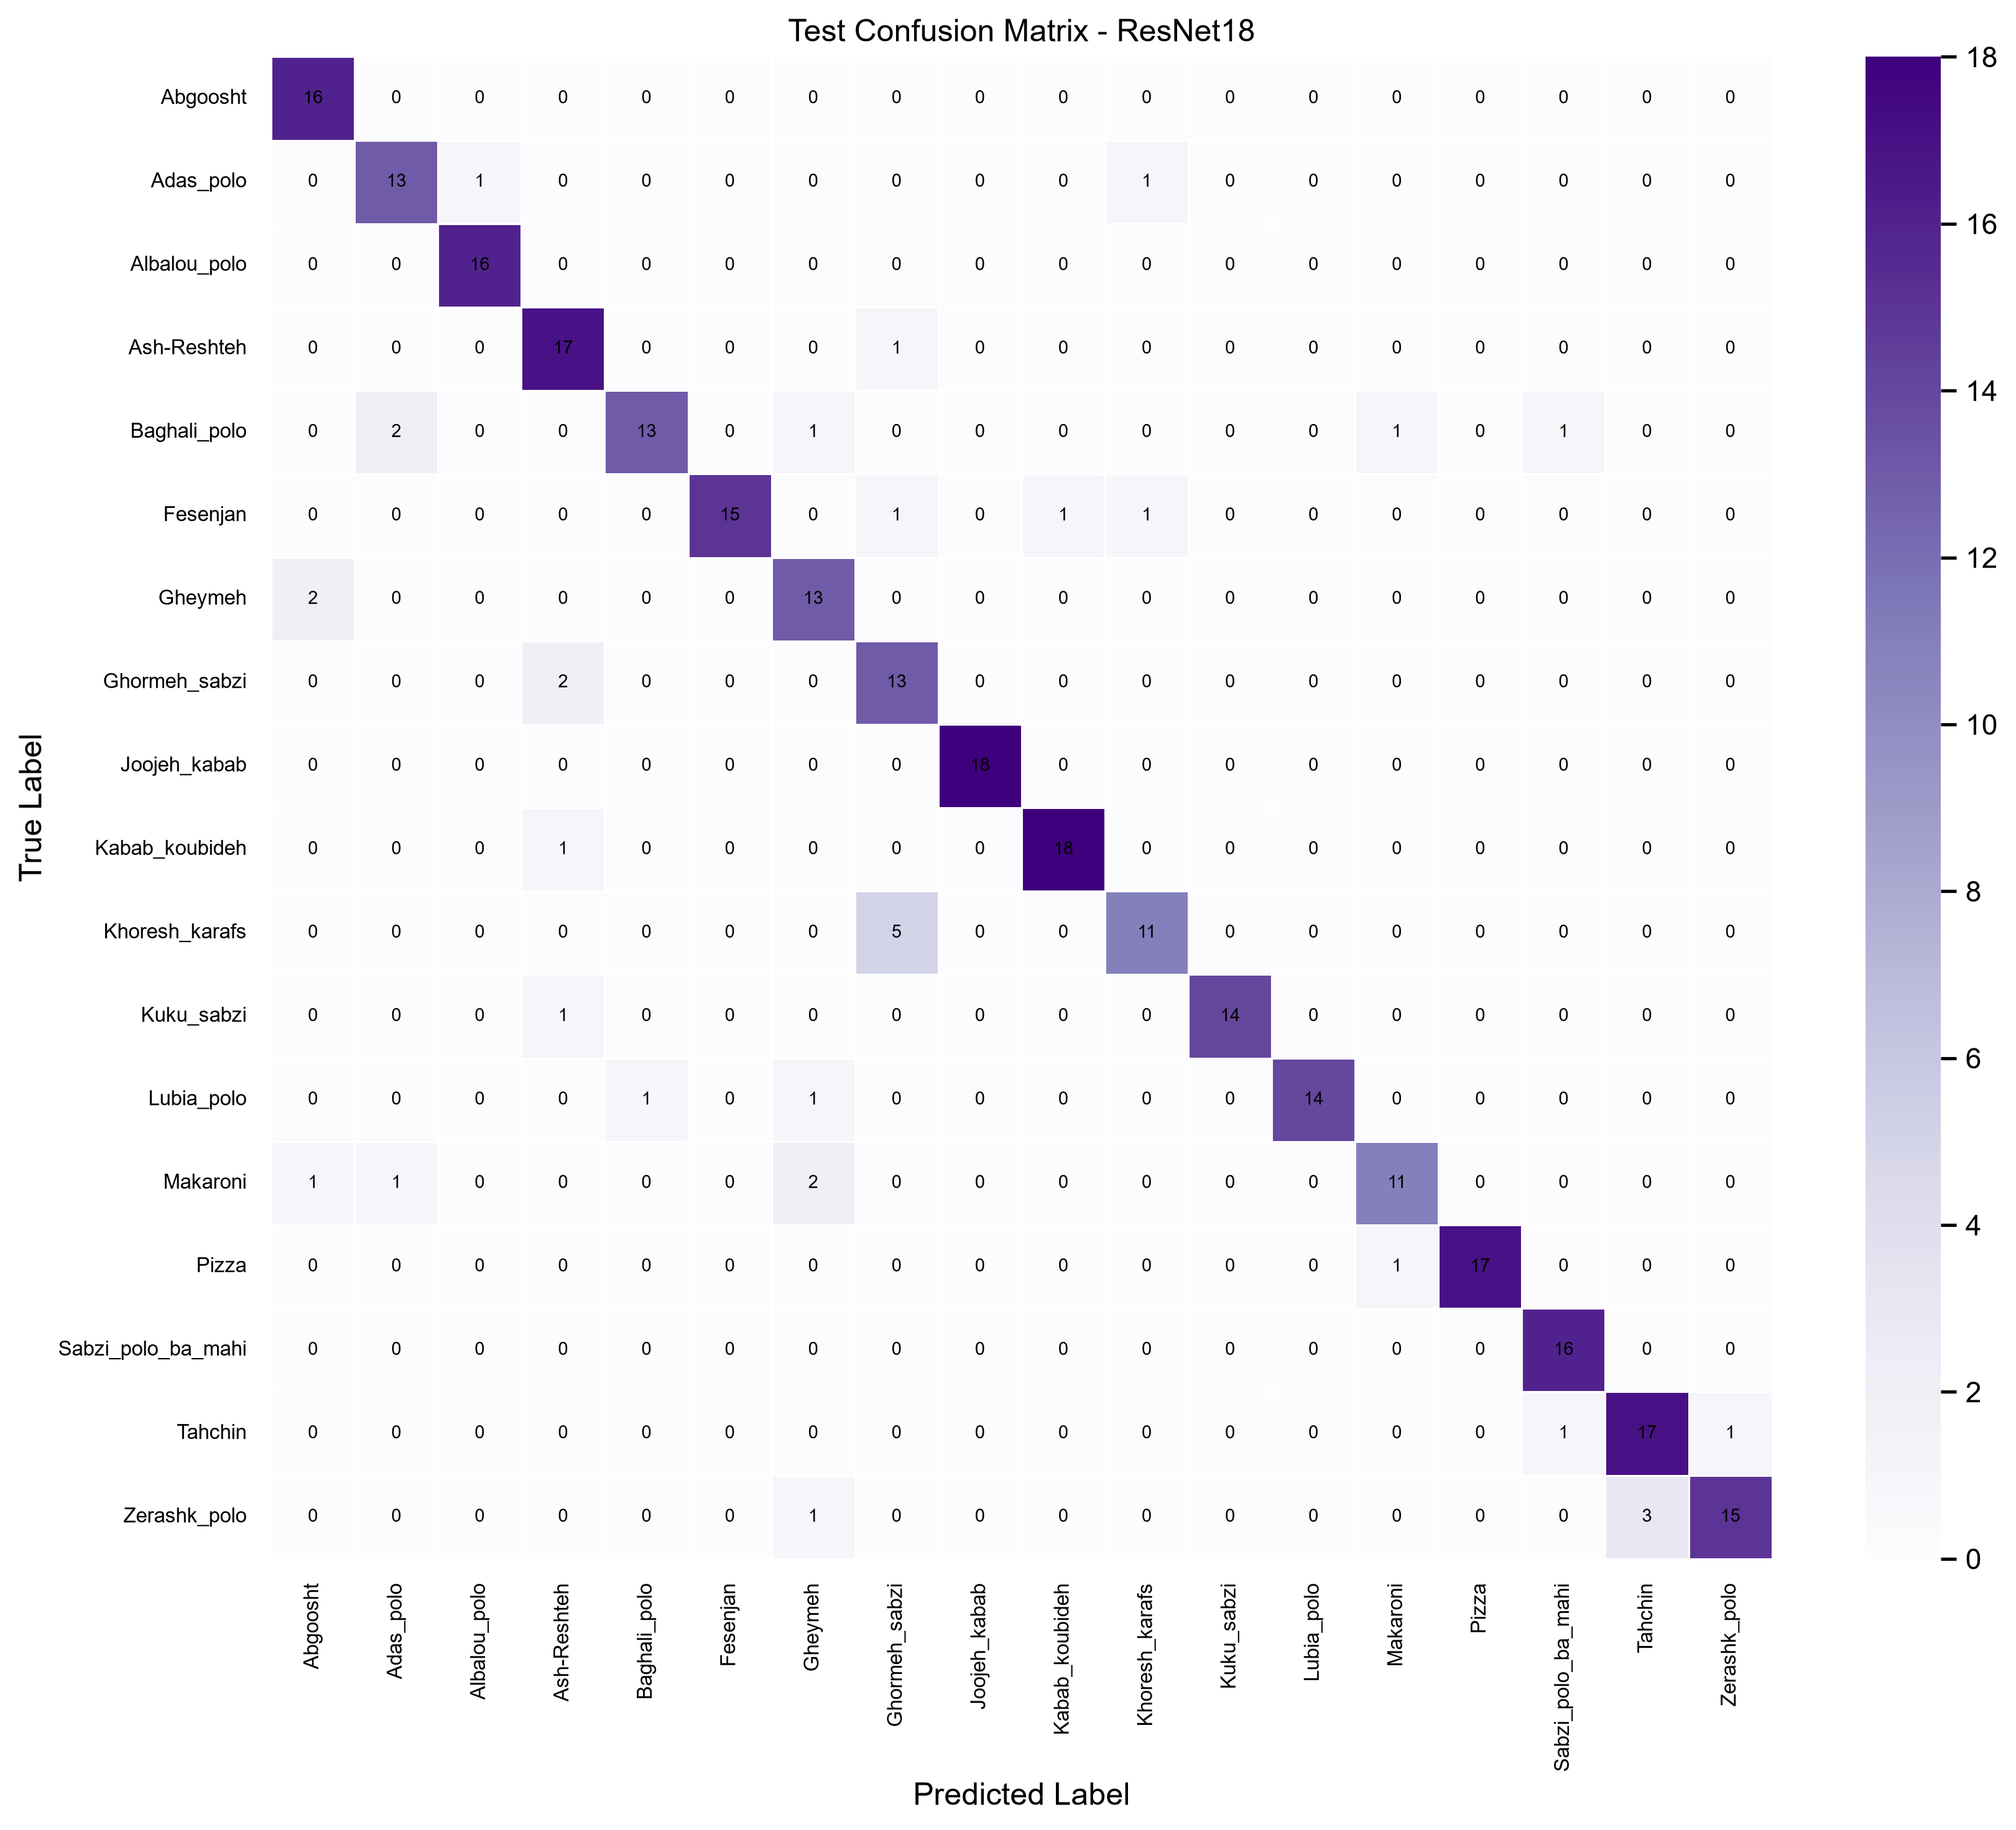 Test Confusion Matrix - ResNet18
Abgoosht 16 0 0 0 0 0 0 0 0 0 0 0 0 0 0 0 0 0
Adas_polo 0 13 1 0 0 0 0 0 0 0 1 0 0 0 0 0 0 0
Albalou_polo 0 0 16 0 0 0 0 0 0 0 0 0 0 0 0 0 0 0
Ash-Reshteh 0 0 0 17 0 0 0 1 0 0 0 0 0 0 0 0 0 0
Baghali_polo 0 2 0 0 13 0 1 0 0 0 0 0 0 1 0 1 0 0
Fesenjan 0 0 0 0 0 15 0 1 0 1 1 0 0 0 0 0 0 0
Gheymeh 2 0 0 0 0 0 13 0 0 0 0 0 0 0 0 0 0 0
Ghormeh_sabzi 0 0 0 2 0 0 0 13 0 0 0 0 0 0 0 0 0 0
Joojeh_kabab 0 0 0 0 0 0 0 0 18 0 0 0 0 0 0 0 0 0
Kabab_koubideh 0 0 0 1 0 0 0 0 0 18 0 0 0 0 0 0 0 0
Khoresh_karafs 0 0 0 0 0 0 0 5 0 0 11 0 0 0 0 0 0 0
Kuku_sabzi 0 0 0 1 0 0 0 0 0 0 0 14 0 0 0 0 0 0
Lubia_polo 0 0 0 0 1 0 1 0 0 0 0 0 14 0 0 0 0 0
Makaroni 1 1 0 0 0 0 2 0 0 0 0 0 0 11 0 0 0 0
Pizza 0 0 0 0 0 0 0 0 0 0 0 0 0 1 17 0 0 0
Sabzi_polo_ba_mahi 0 0 0 0 0 0 0 0 0 0 0 0 0 0 0 16 0 0
Tahchin 0 0 0 0 0 0 0 0 0 0 0 0 0 0 0 1 17 1
Zerashk_polo 0 0 0 0 0 0 1 0 0 0 0 0 0 0 0 0 3 15
True Label
Abgoosht
Adas_polo
Albalou_polo
Ash-Reshteh
Baghali_polo
Fesenjan
Gheymeh
Ghormeh_sabzi
Joojeh_kabab
Kabab_koubideh
Khoresh_karafs
Kuku_sabzi
Lubia_polo
Makaroni
Pizza
Sabzi_polo_ba_mahi
Tahchin
Zerashk_polo
Predicted Label
18
16
14
12
10
8
6
4
2
0